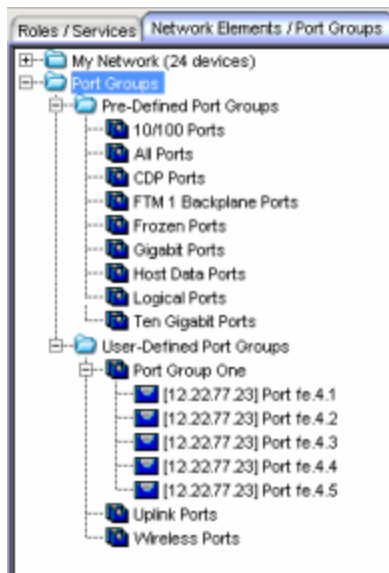 Roles / Services
Network Elements / Port Groups
My Network (24 devices)
Port Groups
Pre-Defined Port Groups
10/100 Ports
All Ports
CDP Ports
FTM 1 Backplane Ports
Frozen Ports
Gigabit Ports
Host Data Ports
Logical Ports
Ten Gigabit Ports
User-Defined Port Groups
Port Group One
[12.22.77.23] Port fe.4.1
[12.22.77.23] Port fe.4.2
[12.22.77.23] Port fe.4.3
[12.22.77.23] Port fe.4.4
[12.22.77.23] Port fe.4.5
Uplink Ports
Wireless Ports